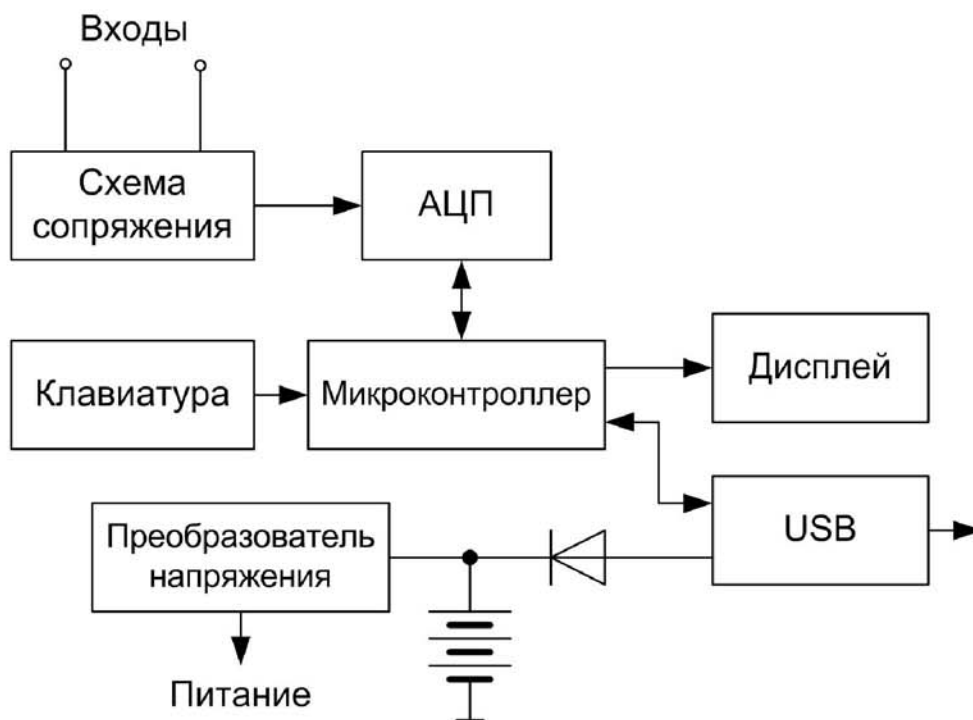 Входы
Схема
сопряжения
АЦП
Клавиатура
Микроконтроллер
Дисплей
Преобразователь
напряжения
USB
Питание